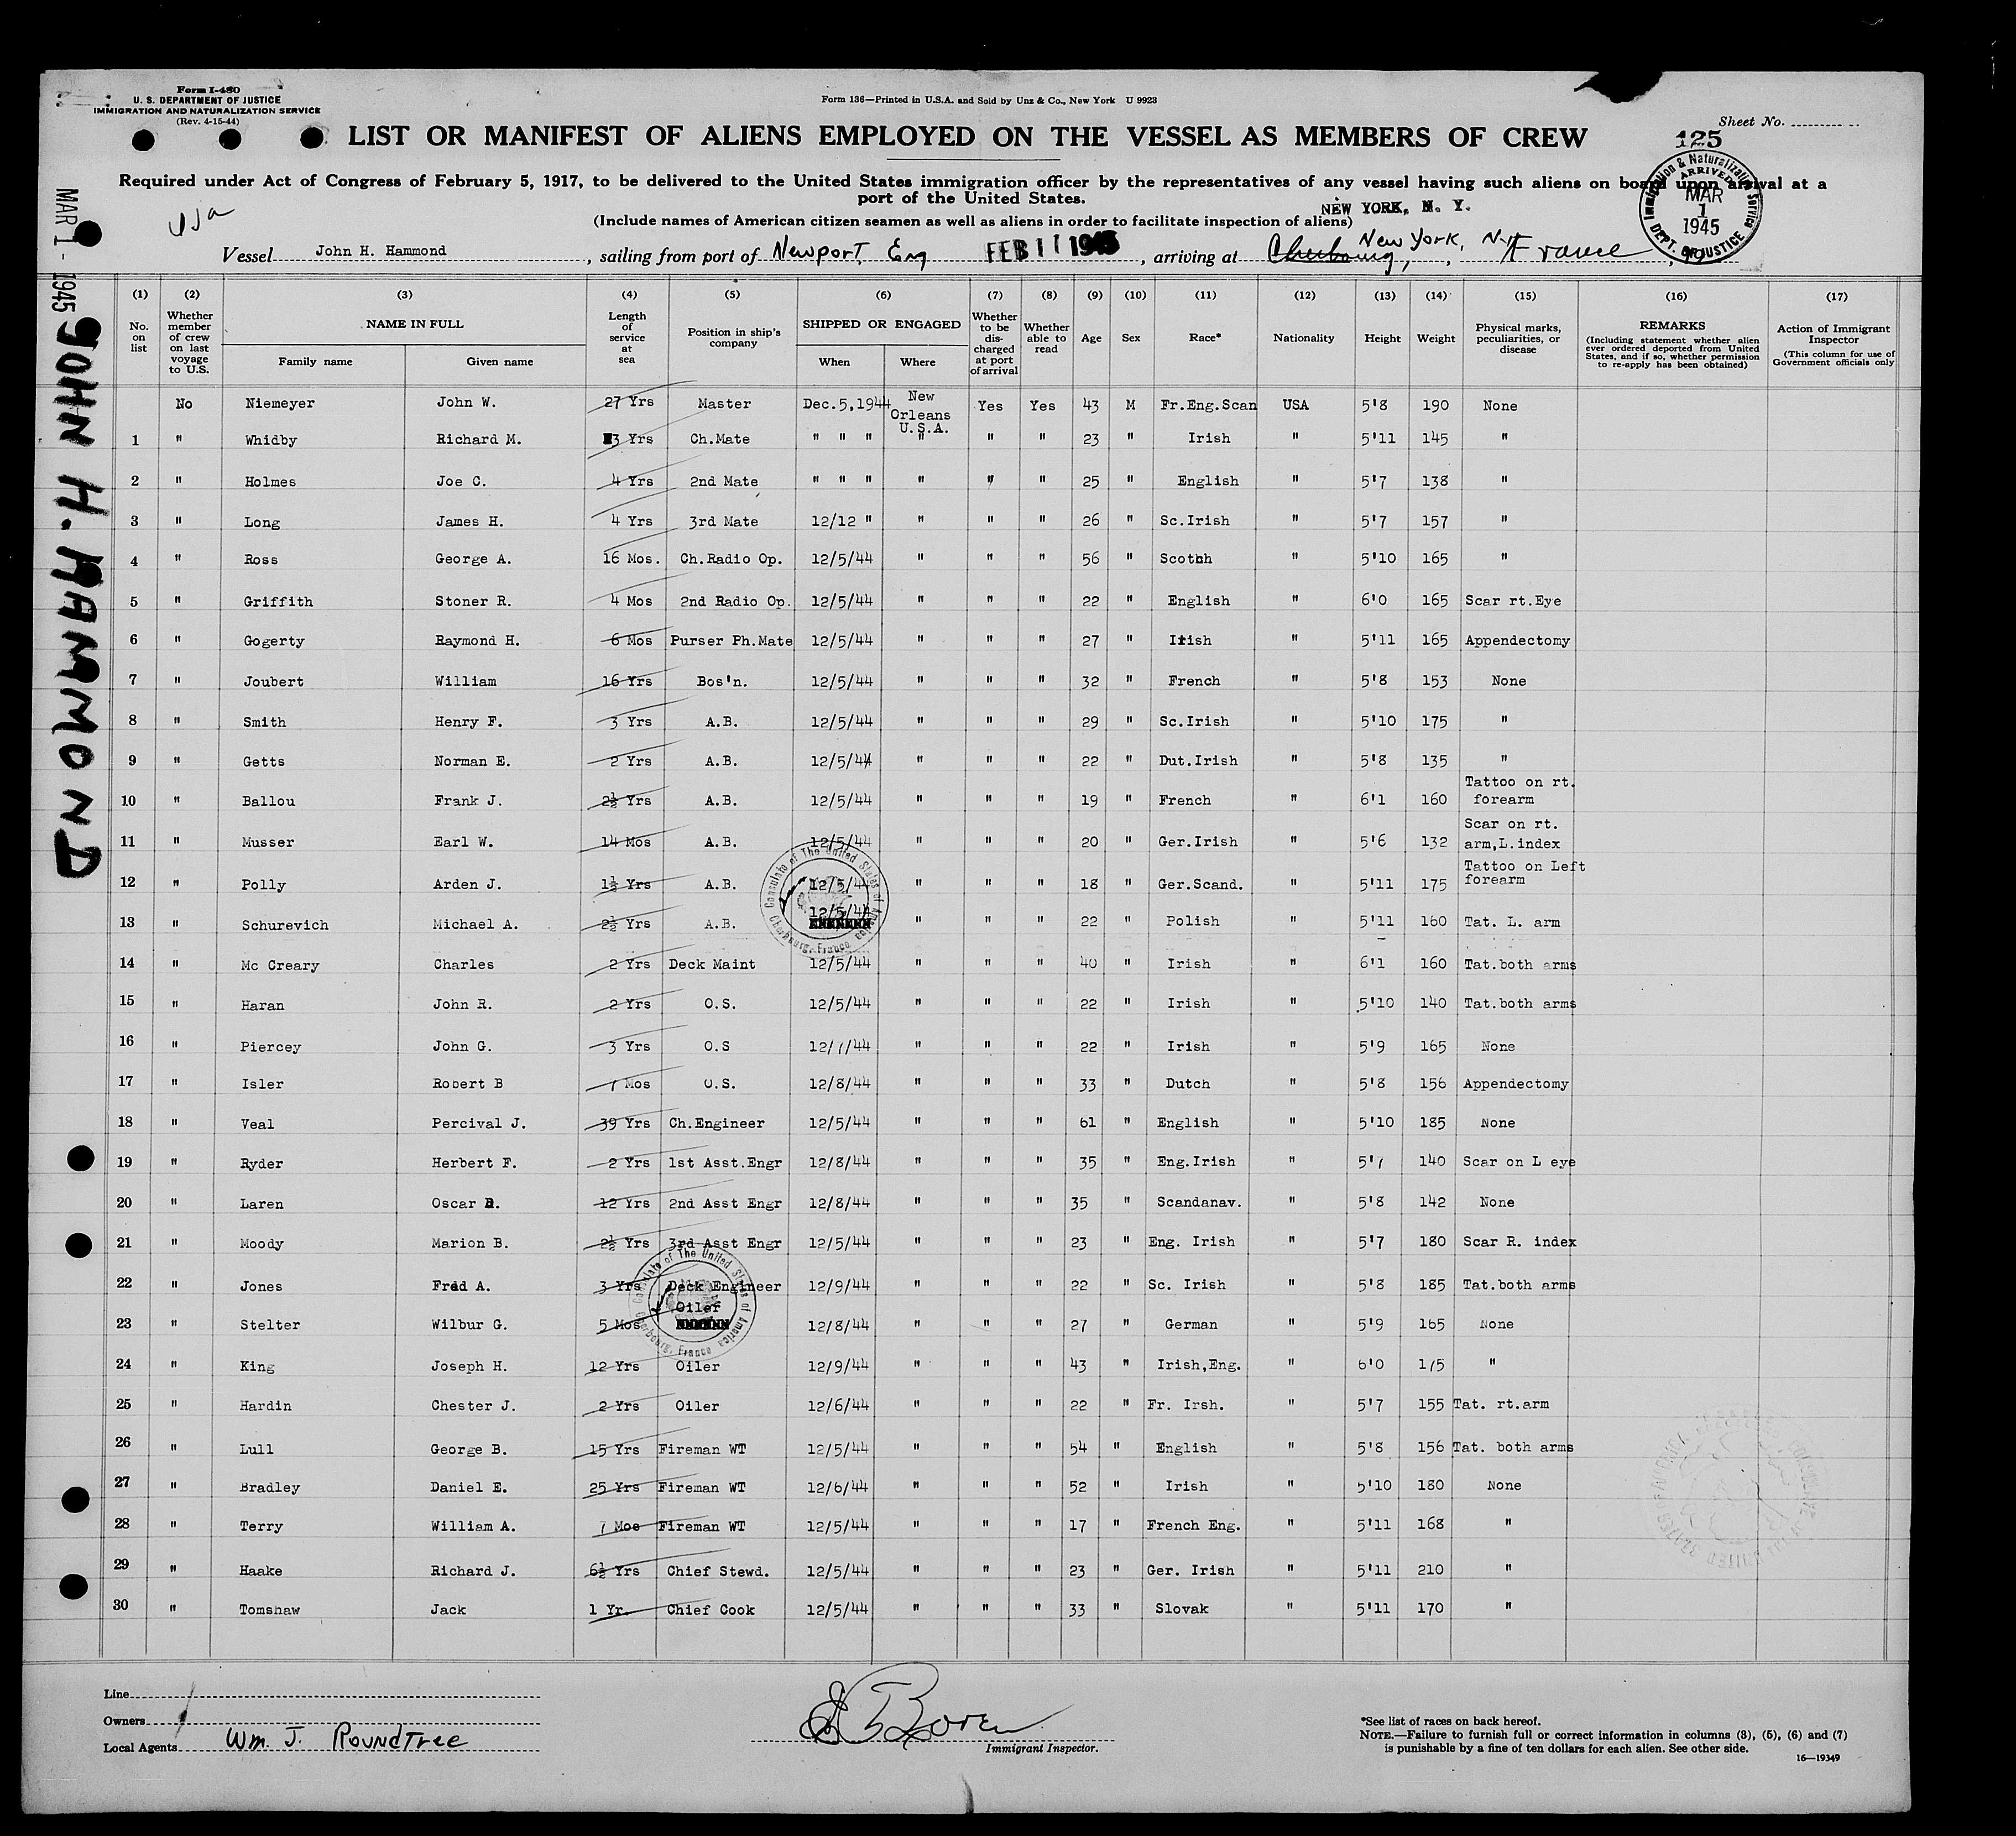 Form I-480
U. S. DEPARTMENT OF JUSTICE
IMMIGRATION AND NATURALIZATION SERVICE
(Rev. 4-15-44)
Form 136—Printed in U.S.A. and Sold by Unz & Co., New York U 9923
Sheet No.
125
LIST OR MANIFEST OF ALIENS EMPLOYED ON THE VESSEL AS MEMBERS OF CREW
Required under Act of Congress of February 5, 1917, to be delivered to the United States immigration officer by the representatives of any vessel having such aliens on board upon arrival at a
port of the United States.
(Include names of American citizen seamen as well as aliens in order to facilitate inspection of aliens)
NEW YORK, N. Y.
Immigration & Naturalization Service
ARRIVED
MAR
1
1945
DEPT. OF JUSTICE
USA
Vessel John H. Hammond, sailing from port of Newport, Eng FEB 11 1945, arriving at Cherbourg, New York, N.Y. France, 19
MAR 1 - 1945 JOHN H. HAMMOND
(1) (2) (3) (4) (5) (6) (7) (8) (9) (10) (11) (12) (13) (14) (15) (16) (17)
No. on list
Whether member of crew on last voyage to U.S.
NAME IN FULL
Family name Given name
Length of service at sea
Position in ship's company
SHIPPED OR ENGAGED
When Where
Whether to be discharged at port of arrival
Whether able to read
Age
Sex
Race*
Nationality
Height
Weight
Physical marks, peculiarities, or disease
REMARKS
(Including statement whether alien ever ordered deported from United States, and if so, whether permission to re-apply has been obtained)
Action of Immigrant Inspector
(This column for use of Government officials only
No Niemeyer John W. 27 Yrs Master Dec.5,1944 New Orleans U.S.A. Yes Yes 43 M Fr.Eng.Scan USA 5'8 190 None
1 " Whidby Richard M. 3 Yrs Ch.Mate " " " " " " 23 " Irish " 5'11 145 "
2 " Holmes Joe C. 4 Yrs 2nd Mate " " " " " " 25 " English " 5'7 138 "
3 " Long James H. 4 Yrs 3rd Mate 12/12 " " " " 26 " Sc.Irish " 5'7 157 "
4 " Ross George A. 16 Mos. Ch.Radio Op. 12/5/44 " " " 56 " Scothh " 5'10 165 "
5 " Griffith Stoner R. 4 Mos 2nd Radio Op. 12/5/44 " " " 22 " English " 6'0 165 Scar rt.Eye
6 " Gogerty Raymond H. 6 Mos Purser Ph.Mate 12/5/44 " " " 27 " Irish " 5'11 165 Appendectomy
7 " Joubert William 16 Yrs Bos'n. 12/5/44 " " " 32 " French " 5'8 153 None
8 " Smith Henry F. 3 Yrs A.B. 12/5/44 " " " 29 " Sc.Irish " 5'10 175 "
9 " Getts Norman E. 2 Yrs A.B. 12/5/44 " " " 22 " Dut.Irish " 5'8 135 "
10 " Ballou Frank J. 2½ Yrs A.B. 12/5/44 " " " 19 " French " 6'1 160 Tattoo on rt. forearm
11 " Musser Earl W. 14 Mos A.B. 12/5/44 " " " 20 " Ger.Irish " 5'6 132 Scar on rt. arm,L.index
12 " Polly Arden J. 1½ Yrs A.B. 12/5/44 " " " 18 " Ger.Scand. " 5'11 175 Tattoo on Left forearm
13 " Schurevich Michael A. 2½ Yrs A.B. 12/5/44 " " " 22 " Polish " 5'11 160 Tat. L. arm
Consulate of The United States of America
Cherbourg, France
14 " Mc Creary Charles 2 Yrs Deck Maint 12/5/44 " " " 40 " Irish " 6'1 160 Tat.both arms
15 " Haran John R. 2 Yrs O.S. 12/5/44 " " " 22 " Irish " 5'10 140 Tat.both arms
16 " Piercey John G. 3 Yrs O.S 12/7/44 " " " 22 " Irish " 5'9 165 None
17 " Isler Robert B 7 Mos O.S. 12/8/44 " " " 33 " Dutch " 5'8 156 Appendectomy
18 " Veal Percival J. 39 Yrs Ch.Engineer 12/5/44 " " " 61 " English " 5'10 185 None
19 " Ryder Herbert F. 2 Yrs 1st Asst.Engr 12/8/44 " " " 35 " Eng.Irish " 5'7 140 Scar on L eye
20 " Laren Oscar B. 12 Yrs 2nd Asst Engr 12/8/44 " " " 35 " Scandanav. " 5'8 142 None
21 " Moody Marion B. 2½ Yrs 3rd Asst Engr 12/5/44 " " " 23 " Eng. Irish " 5'7 180 Scar R. index
22 " Jones Fred A. 3 Yrs Deck Engineer 12/9/44 " " " 22 " Sc. Irish " 5'8 185 Tat.both arms
23 " Stelter Wilbur G. 5 Mos Oiler 12/8/44 " " " 27 " German " 5'9 165 None
Consulate of The United States of America
Cherbourg, France
24 " King Joseph H. 12 Yrs Oiler 12/9/44 " " " 43 " Irish,Eng. " 6'0 175 "
25 " Hardin Chester J. 2 Yrs Oiler 12/6/44 " " " 22 " Fr. Irsh. " 5'7 155 Tat. rt.arm
26 " Lull George B. 15 Yrs Fireman WT 12/5/44 " " " 54 " English " 5'8 156 Tat. both arms
27 " Bradley Daniel E. 25 Yrs Fireman WT 12/6/44 " " " 52 " Irish " 5'10 180 None
28 " Terry William A. 7 Mos Fireman WT 12/5/44 " " " 17 " French Eng. " 5'11 168 "
29 " Haake Richard J. 6½ Yrs Chief Stewd. 12/5/44 " " " 23 " Ger. Irish " 5'11 210 "
30 " Tomshaw Jack 1 Yr. Chief Cook 12/5/44 " " " 33 " Slovak " 5'11 170 "
Line
Owners
Local Agents Wm. J. Roundtree
Boren
Immigrant Inspector.
*See list of races on back hereof.
NOTE.—Failure to furnish full or correct information in columns (3), (5), (6) and (7)
is punishable by a fine of ten dollars for each alien. See other side.
16—19349